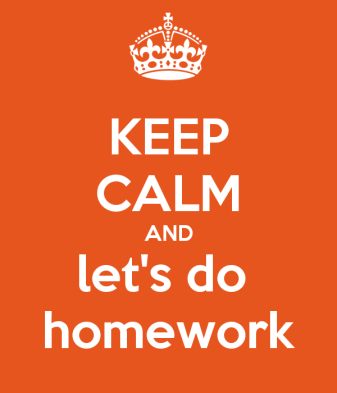 KEEP
CALM
AND
let's do
homework